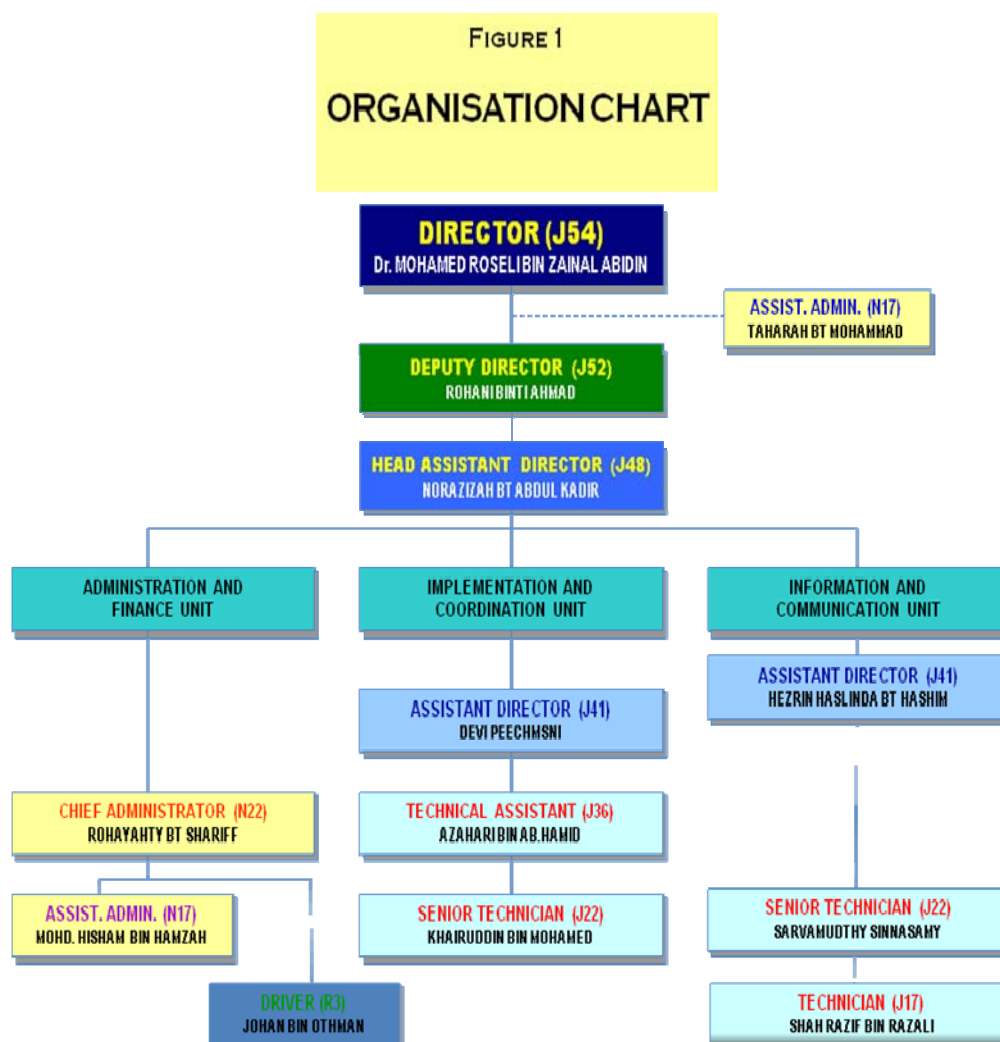 FIGURE 1
ORGANISATION CHART
DIRECTOR (J54)
Dr. MOHAMED ROSELI BIN ZAINAL ABIDIN
ASSIST. ADMIN. (N17)
TAHARAH BT MOHAMMAD
DEPUTY DIRECTOR (J52)
ROHANI BINTI AHMAD
HEAD ASSISTANT DIRECTOR (J48)
NORAZIZAH BT ABDUL KADIR
ADMINISTRATION AND
FINANCE UNIT
IMPLEMENTATION AND
COORDINATION UNIT
INFORMATION AND
COMMUNICATION UNIT
ASSISTANT DIRECTOR (J41)
HEZRIN HASLINDA BT HASHIM
ASSISTANT DIRECTOR (J41)
DEVI PEECHMSNI
CHIEF ADMINISTRATOR (N22)
ROHAYAHTY BT SHARIFF
TECHNICAL ASSISTANT (J36)
AZAHARI BIN AB.HAMID
ASSIST. ADMIN. (N17)
MOHD. HISHAM BIN HAMZAH
SENIOR TECHNICIAN (J22)
KHAIRUDDIN BIN MOHAMED
SENIOR TECHNICIAN (J22)
SARVAMUDTHY SINNASAMY
DRIVER (R3)
JOHAN BIN OTHMAN
TECHNICIAN (J17)
SHAH RAZIF BIN RAZALI